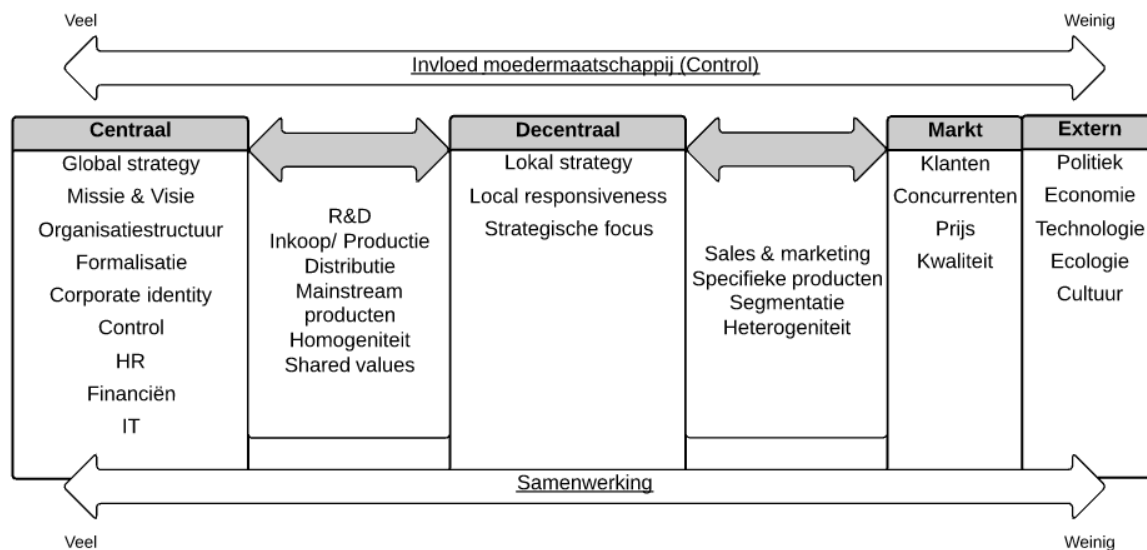 Veel
Weinig
Invloed moedermaatschappij (Control)
Centraal
Global strategy
Missie & Visie
Organisatiestructuur
Formalisatie
Corporate identity
Control
HR
Financiën
IT
R&D
Inkoop/ Productie
Distributie
Mainstream
producten
Homogeniteit
Shared values
Decentraal
Lokal strategy
Local responsiveness
Strategische focus
Sales & marketing
Specifieke producten
Segmentatie
Heterogeniteit
Markt
Klanten
Concurrenten
Prijs
Kwaliteit
Extern
Politiek
Economie
Technologie
Ecologie
Cultuur
Samenwerking
Veel
Weinig